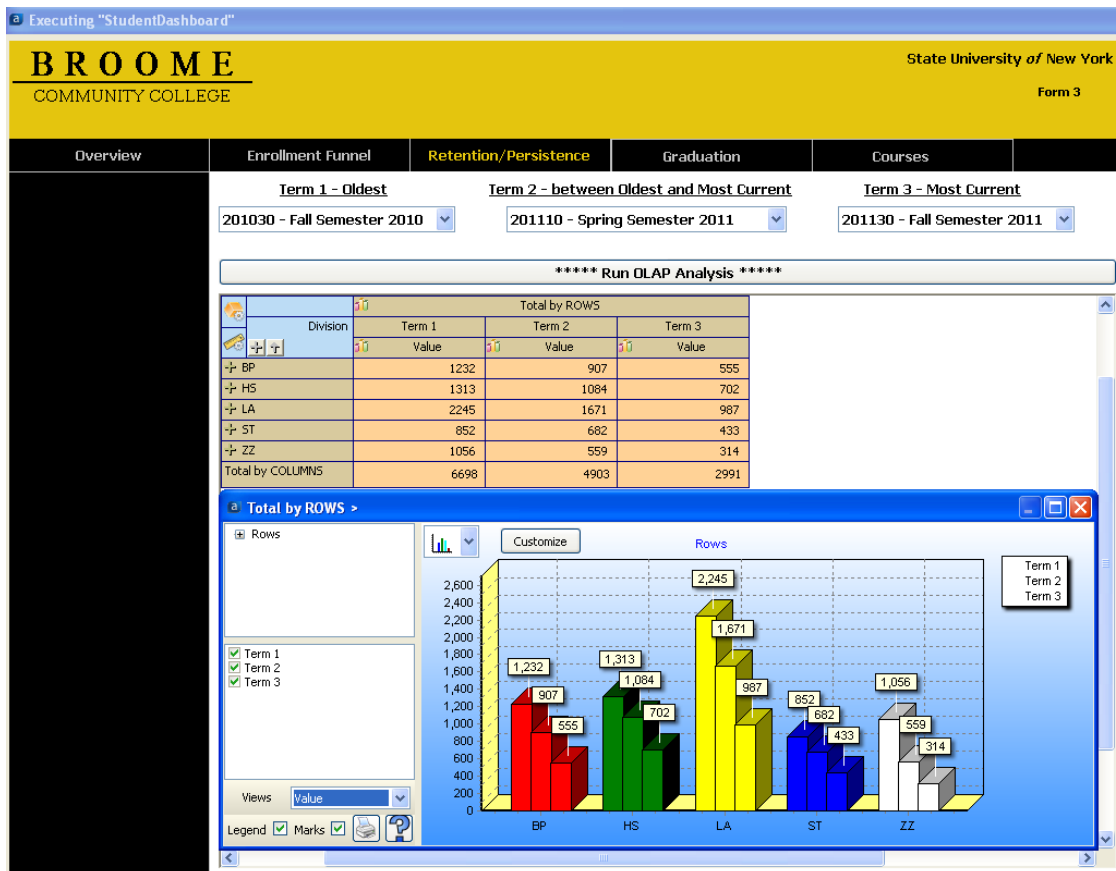 Executing "StudentDashboard"
BROOME
COMMUNITY COLLEGE
State University of New York
Form 3
Overview Enrollment Funnel Retention/Persistence Graduation Courses
Term 1 - Oldest Term 2 - between Oldest and Most Current Term 3 - Most Current
201030 - Fall Semester 2010 201110 - Spring Semester 2011 201130 - Fall Semester 2011
***** Run OLAP Analysis *****
Total by ROWS
Division Term 1 Term 2 Term 3
Value Value Value
BP 1232 907 555
HS 1313 1084 702
LA 2245 1671 987
ST 852 682 433
ZZ 1056 559 314
Total by COLUMNS 6698 4903 2991
Total by ROWS >
Rows
Term 1
Term 2
Term 3
Views Value
Legend Marks
Customize
Rows
Term 1
Term 2
Term 3
2,600
2,400
2,200
2,000
1,800
1,600
1,400
1,200
1,000
800
600
400
200
0
1,232 907 555
1,313 1,084 702
2,245 1,671 987
852 682 433
1,056 559 314
BP HS LA ST ZZ